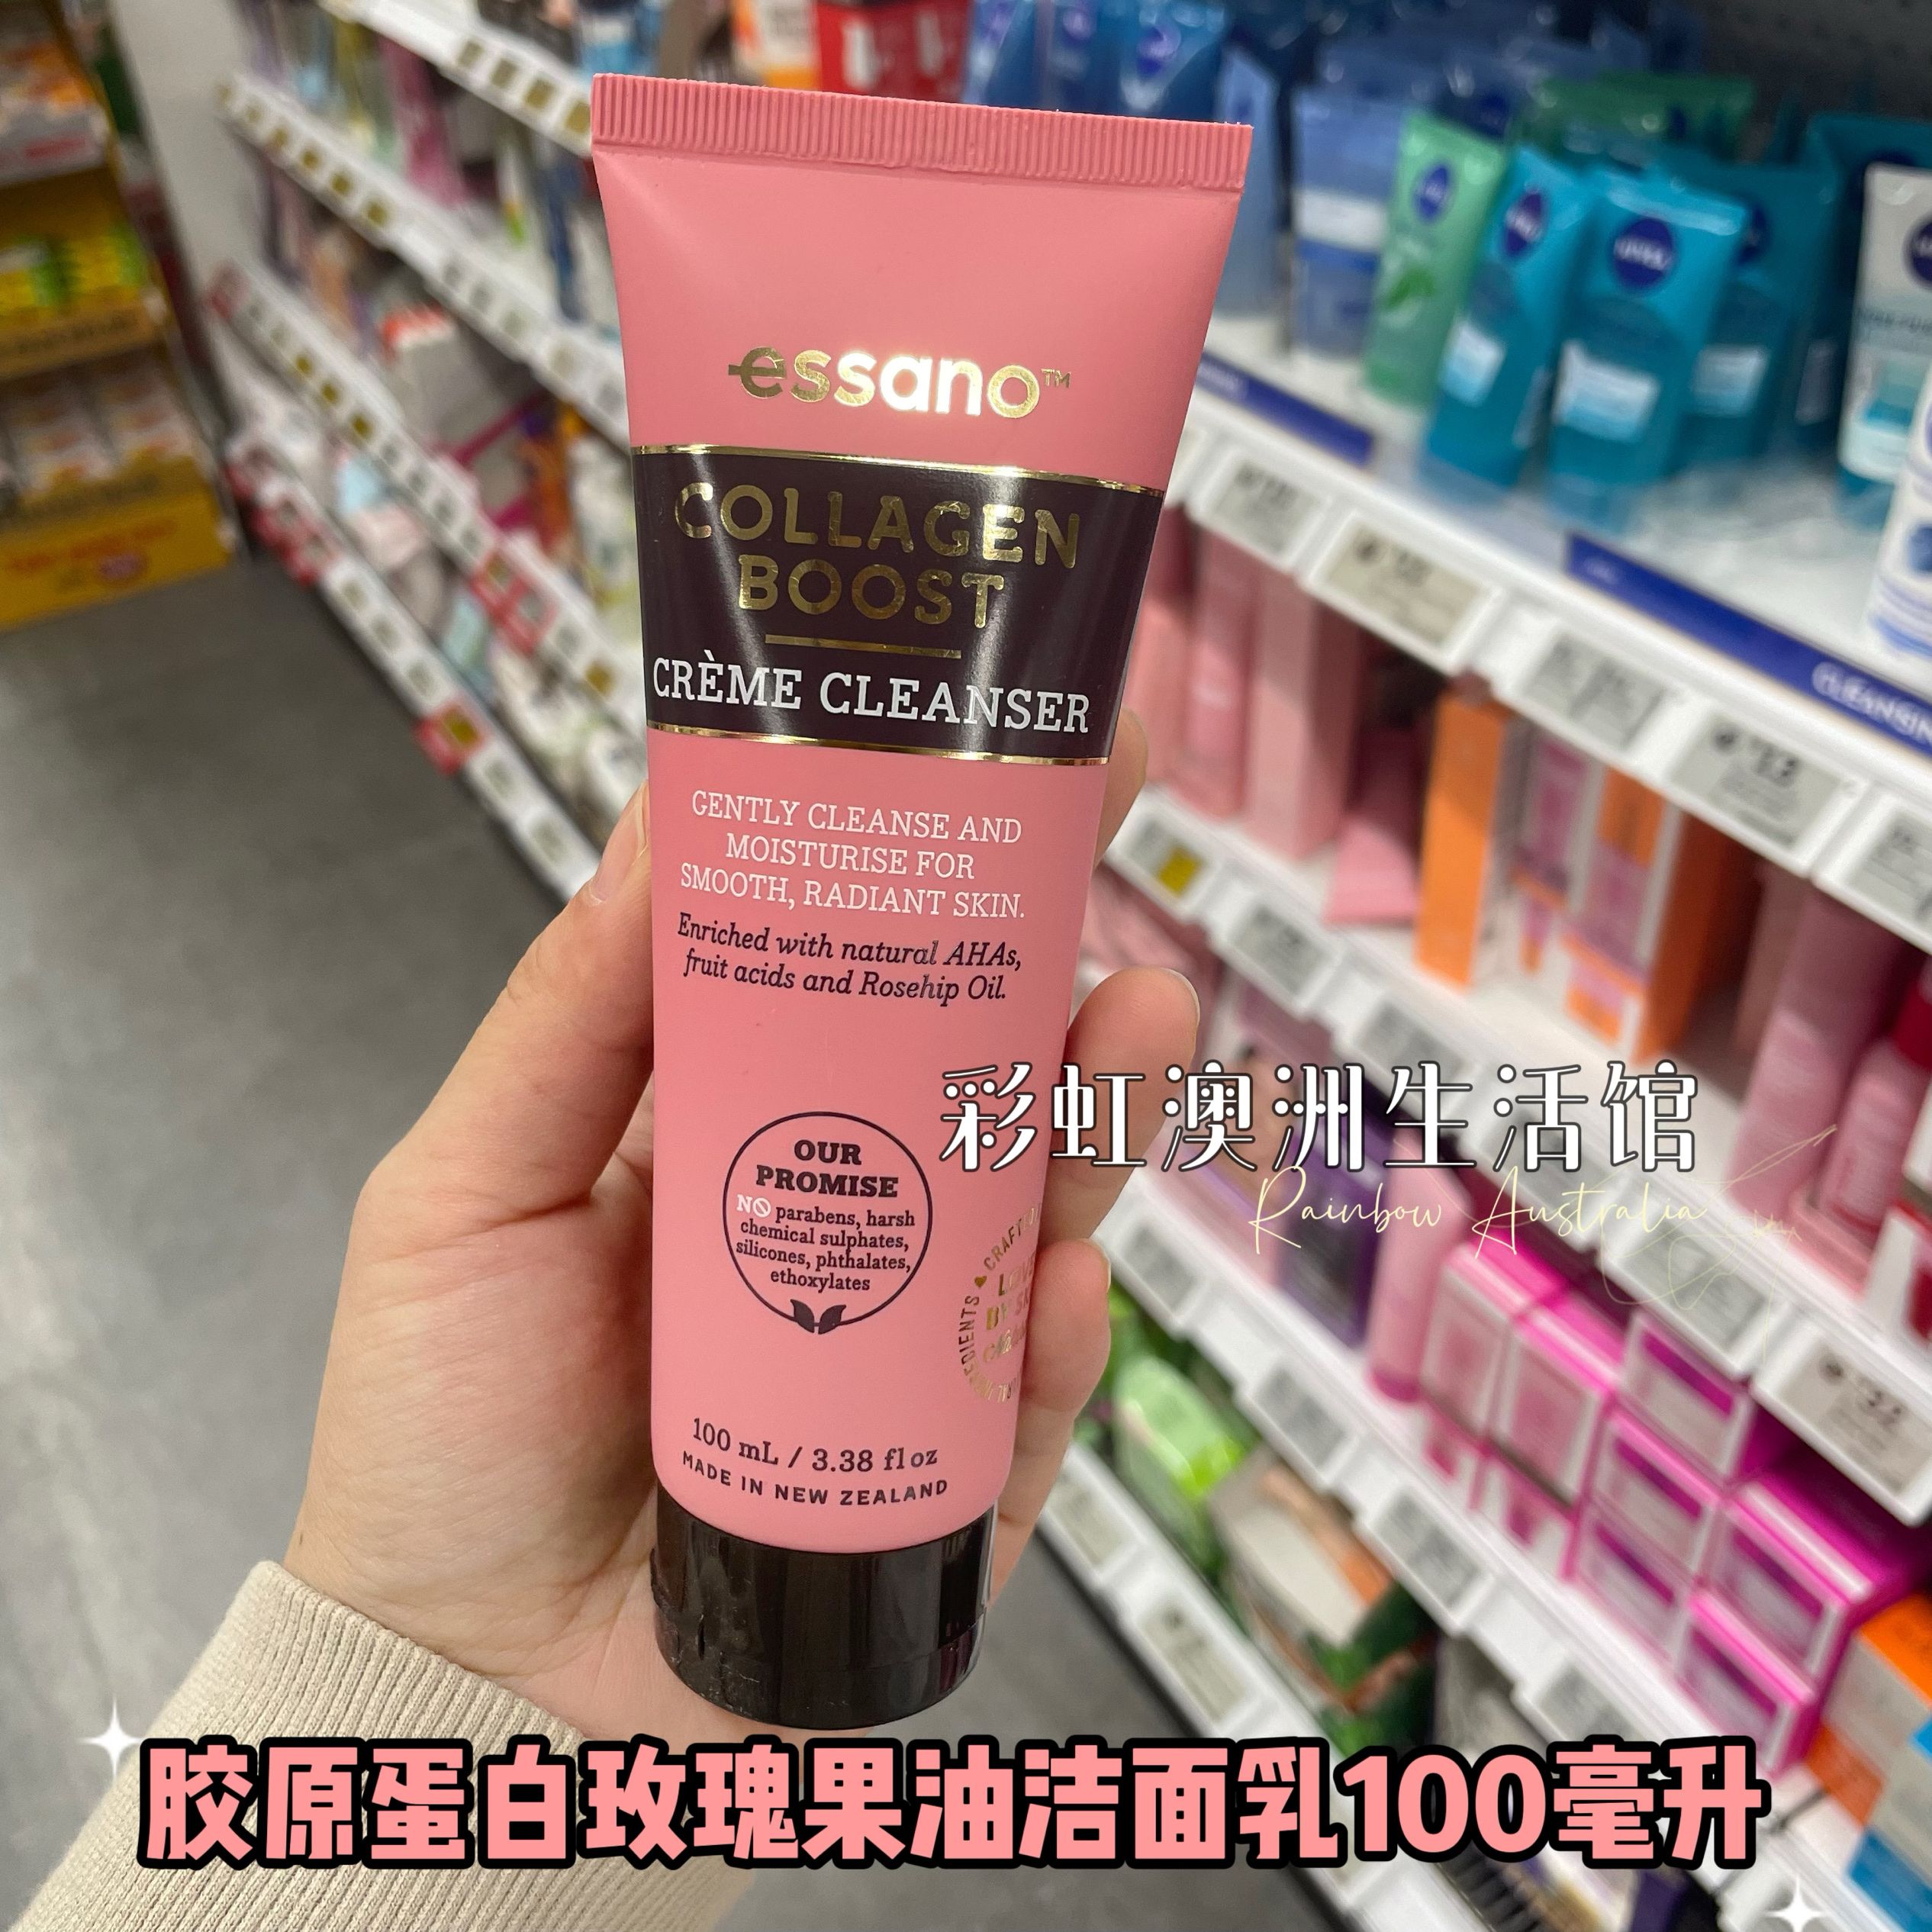 essano™
COLLAGEN
BOOST
CRÈME CLEANSER
GENTLY CLEANSE AND
MOISTURISE FOR
SMOOTH, RADIANT SKIN.
Enriched with natural AHAs,
fruit acids and Rosehip Oil.
彩虹澳洲生活馆
Rainbow Australia
OUR
PROMISE
NO parabens, harsh
chemical sulphates,
silicones, phthalates,
ethoxylates
100 mL / 3.38 fl oz
MADE IN NEW ZEALAND
胶原蛋白玫瑰果油洁面乳100毫升
NIVEA